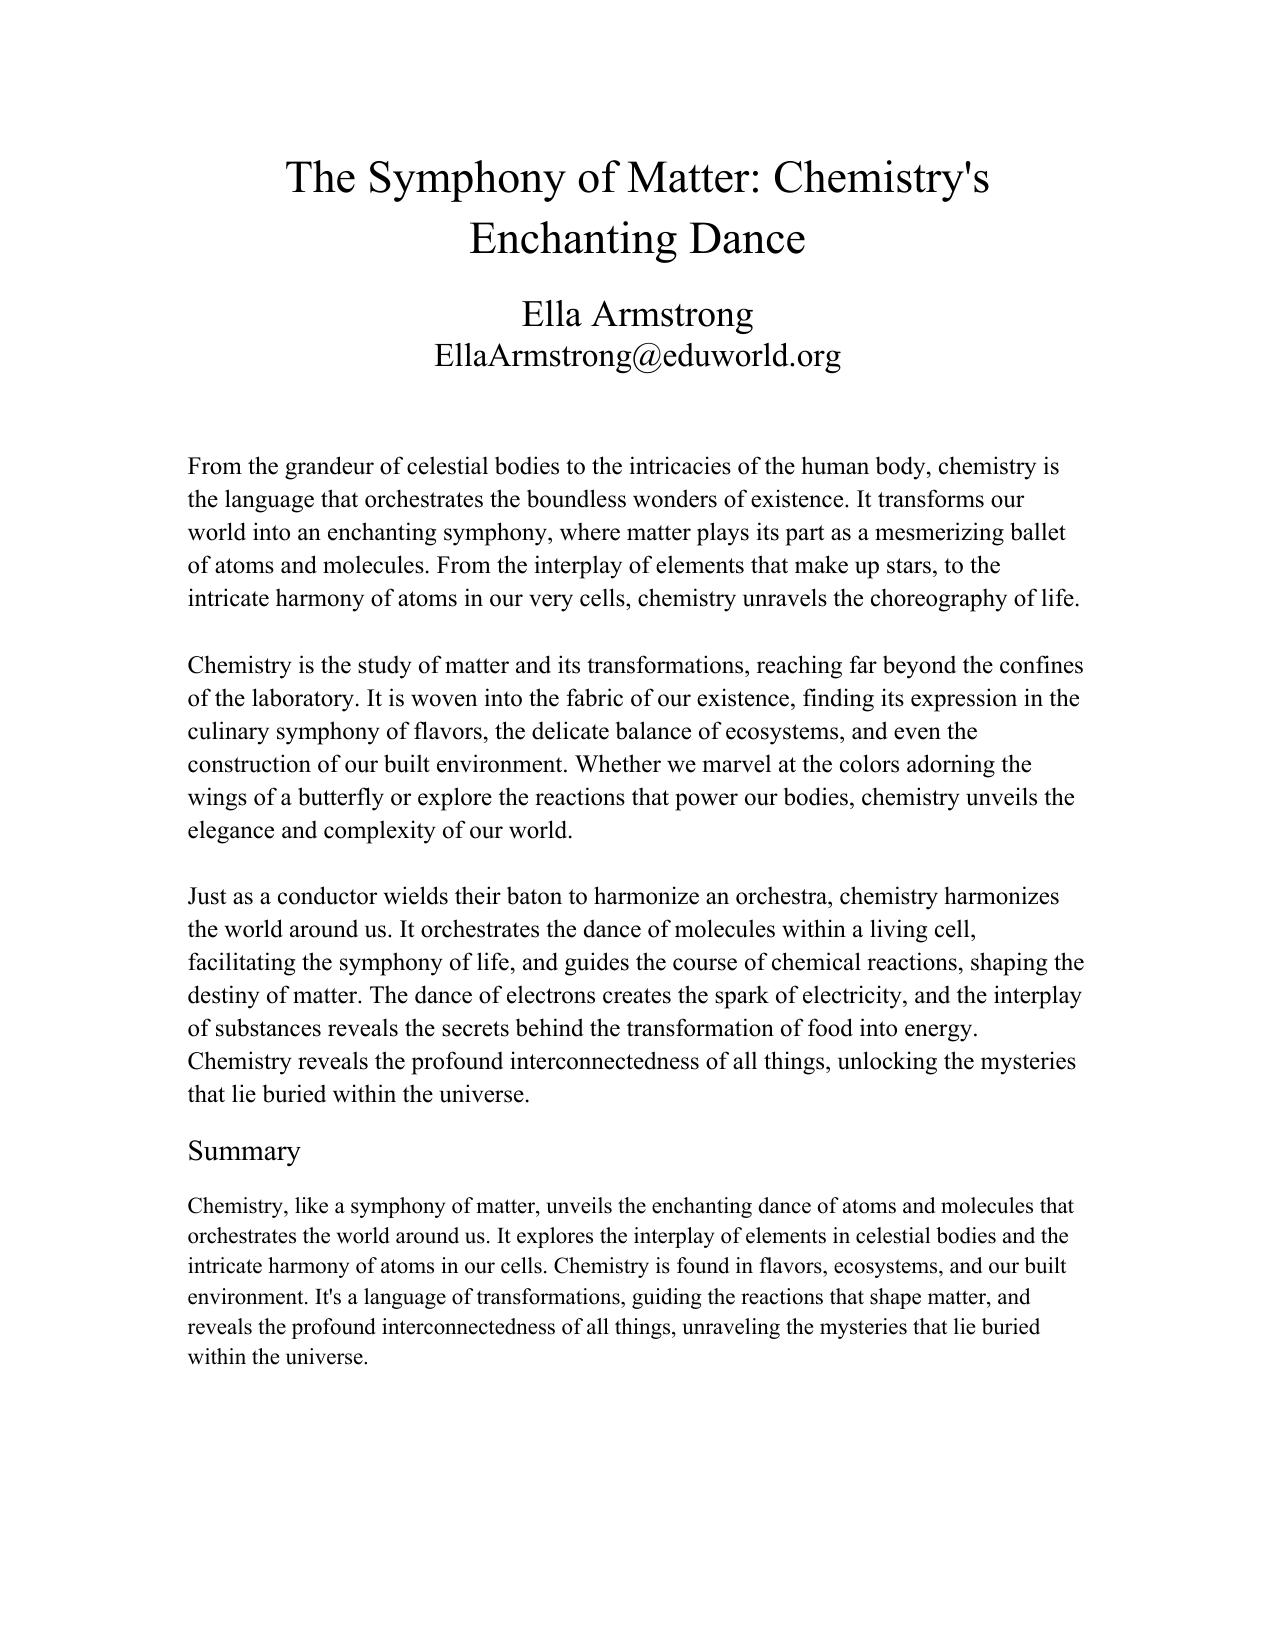 The Symphony of Matter: Chemistry's
Enchanting Dance
Ella Armstrong
EllaArmstrong@eduworld.org
From the grandeur of celestial bodies to the intricacies of the human body, chemistry is
the language that orchestrates the boundless wonders of existence. It transforms our
world into an enchanting symphony, where matter plays its part as a mesmerizing ballet
of atoms and molecules. From the interplay of elements that make up stars, to the
intricate harmony of atoms in our very cells, chemistry unravels the choreography of life.
Chemistry is the study of matter and its transformations, reaching far beyond the confines
of the laboratory. It is woven into the fabric of our existence, finding its expression in the
culinary symphony of flavors, the delicate balance of ecosystems, and even the
construction of our built environment. Whether we marvel at the colors adorning the
wings of a butterfly or explore the reactions that power our bodies, chemistry unveils the
elegance and complexity of our world.
Just as a conductor wields their baton to harmonize an orchestra, chemistry harmonizes
the world around us. It orchestrates the dance of molecules within a living cell,
facilitating the symphony of life, and guides the course of chemical reactions, shaping the
destiny of matter. The dance of electrons creates the spark of electricity, and the interplay
of substances reveals the secrets behind the transformation of food into energy.
Chemistry reveals the profound interconnectedness of all things, unlocking the mysteries
that lie buried within the universe.
Summary
Chemistry, like a symphony of matter, unveils the enchanting dance of atoms and molecules that
orchestrates the world around us. It explores the interplay of elements in celestial bodies and the
intricate harmony of atoms in our cells. Chemistry is found in flavors, ecosystems, and our built
environment. It's a language of transformations, guiding the reactions that shape matter, and
reveals the profound interconnectedness of all things, unraveling the mysteries that lie buried
within the universe.